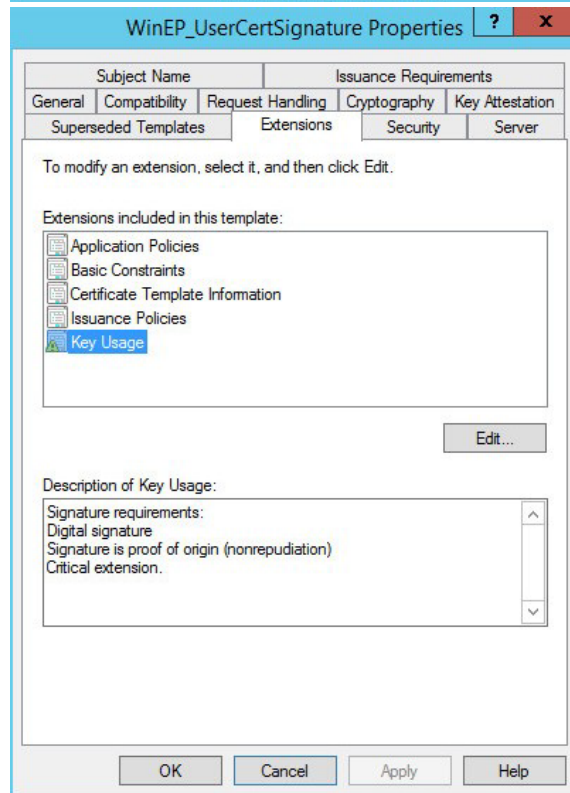 WinEP_UserCertSignature Properties
?
x
Subject Name
Issuance Requirements
General
Compatibility
Request Handling
Cryptography
Key Attestation
Superseded Templates
Extensions
Security
Server
To modify an extension, select it, and then click Edit.
Extensions included in this template:
Application Policies
Basic Constraints
Certificate Template Information
Issuance Policies
Key Usage
Edit...
Description of Key Usage:
Signature requirements:
Digital signature
Signature is proof of origin (nonrepudiation)
Critical extension.
OK
Cancel
Apply
Help